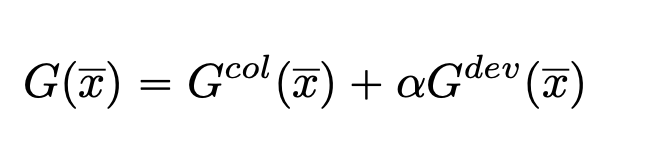 G(x̅) = G^{col}(x̅) + αG^{dev}(x̅)